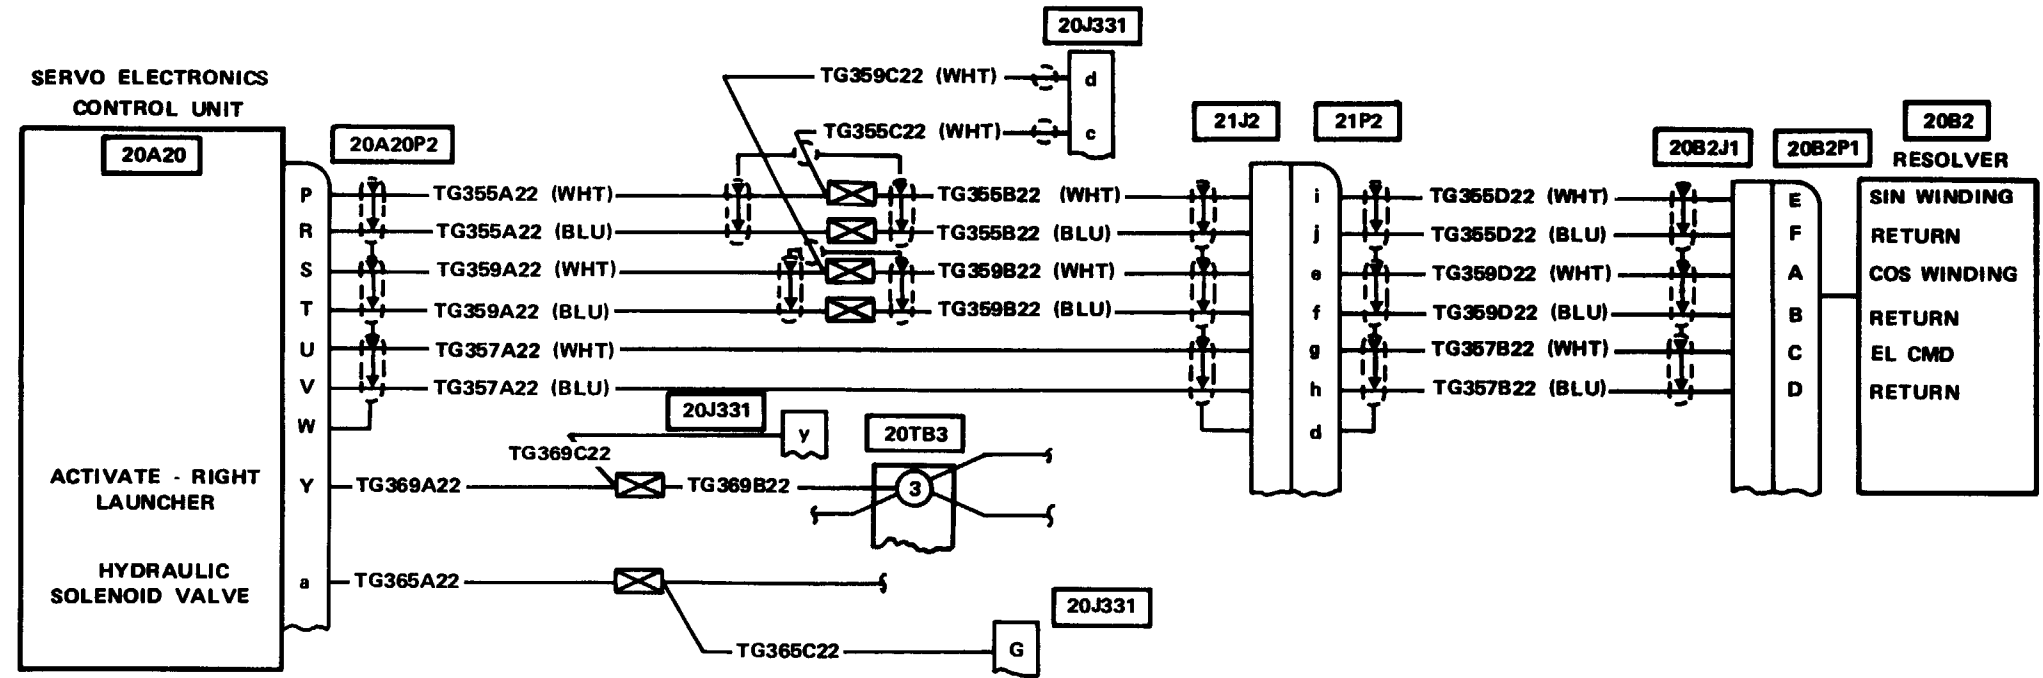 20J331
SERVO ELECTRONICS
CONTROL UNIT
TG359C22 (WHT)
d
20A20
20A20P2
TG355C22 (WHT)
c
21J2
21P2
20B2J1
20B2P1
20B2
RESOLVER
P
TG355A22 (WHT)
TG355B22 (WHT)
i
TG355D22 (WHT)
E
SIN WINDING
R
TG355A22 (BLU)
TG355B22 (BLU)
j
TG355D22 (BLU)
F
RETURN
S
TG359A22 (WHT)
TG359B22 (WHT)
e
TG359D22 (WHT)
A
COS WINDING
T
TG359A22 (BLU)
TG359B22 (BLU)
f
TG359D22 (BLU)
B
RETURN
U
TG357A22 (WHT)
g
TG357B22 (WHT)
C
EL CMD
V
TG357A22 (BLU)
h
TG357B22 (BLU)
D
RETURN
W
20J331
y
20TB3
d
TG369C22
ACTIVATE - RIGHT
LAUNCHER
Y
TG369A22
TG369B22
3
HYDRAULIC
SOLENOID VALVE
a
TG365A22
20J331
TG365C22
G